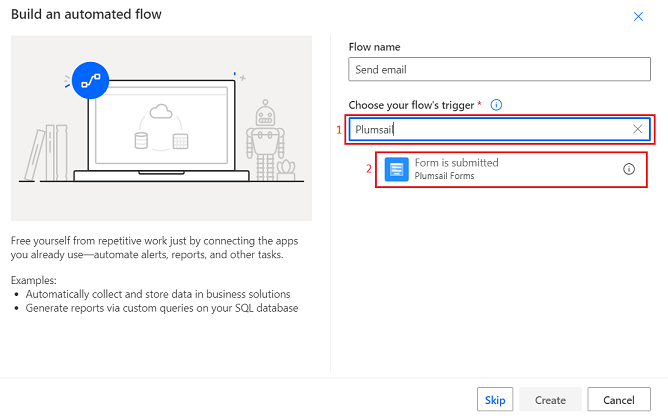 Build an automated flow
Flow name
Send email
Choose your flow's trigger *
1
Plumsail
2
Form is submitted
Plumsail Forms
Free yourself from repetitive work just by connecting the apps
you already use—automate alerts, reports, and other tasks.
Examples:
• Automatically collect and store data in business solutions
• Generate reports via custom queries on your SQL database
Skip
Create
Cancel